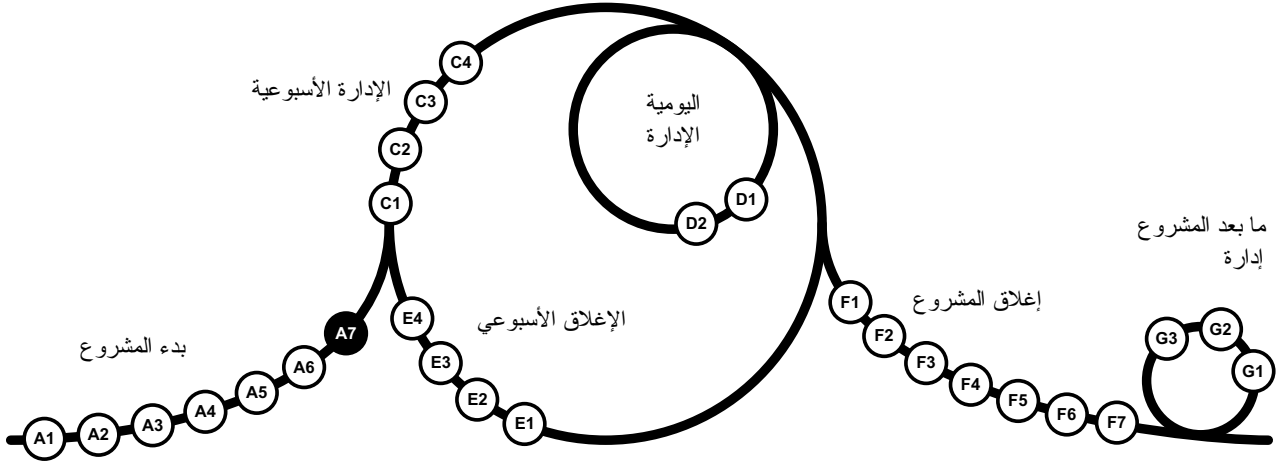 بدء المشروع
A1
A2
A3
A4
A5
A6
A7
الإدارة الأسبوعية
C1
C2
C3
C4
اليومية
الإدارة
D1
D2
الإغلاق الأسبوعي
E1
E2
E3
E4
إغلاق المشروع
F1
F2
F3
F4
F5
F6
F7
ما بعد المشروع
إدارة
G1
G2
G3